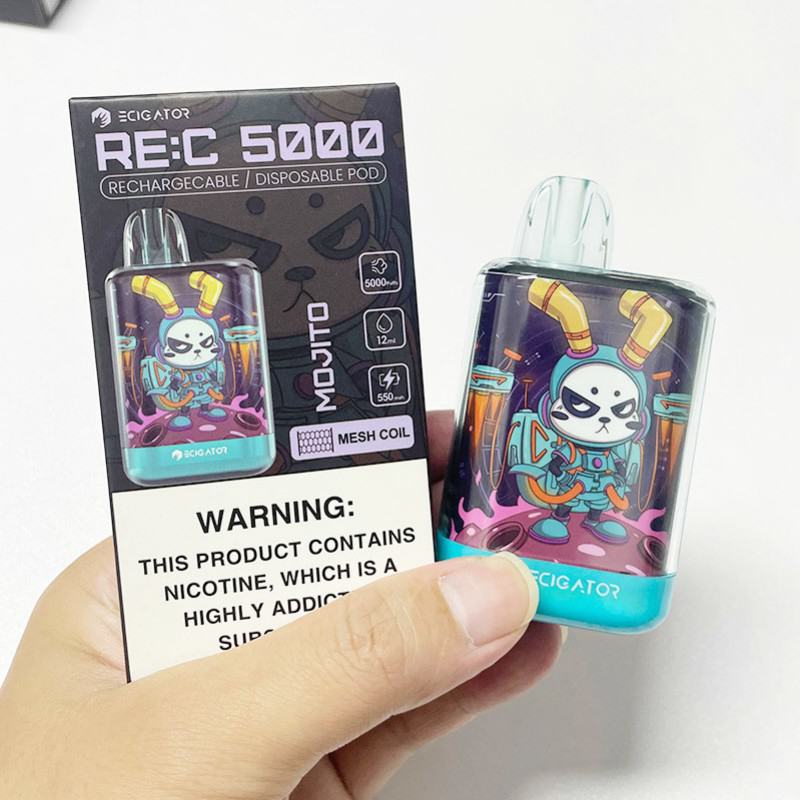 ECIGATOR
RE:C 5000
RECHARGECABLE / DISPOSABLE POD
5000Puffs
12ml
550mah
MOJITO
MESH COIL
ECIGATOR
WARNING:
THIS PRODUCT CONTAINS
NICOTINE, WHICH IS A
HIGHLY
ECIGATOR